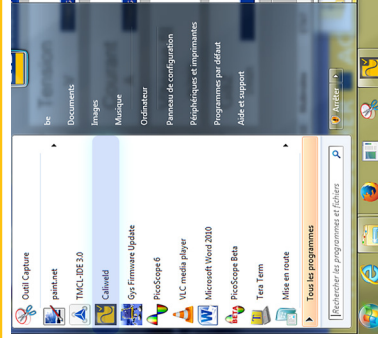 Outil Capture
paint.net
TMCL-IDE 3.0
Caliweld
Gys Firmware Update
PicoScope 6
VLC media player
Microsoft Word 2010
PicoScope Beta
BETA
Tera Term
Mise en route
Tous les programmes
Rechercher les programmes et fichiers
be
Documents
Images
Musique
Ordinateur
Panneau de configuration
Périphériques et imprimantes
Programmes par défaut
Aide et support
Arrêter